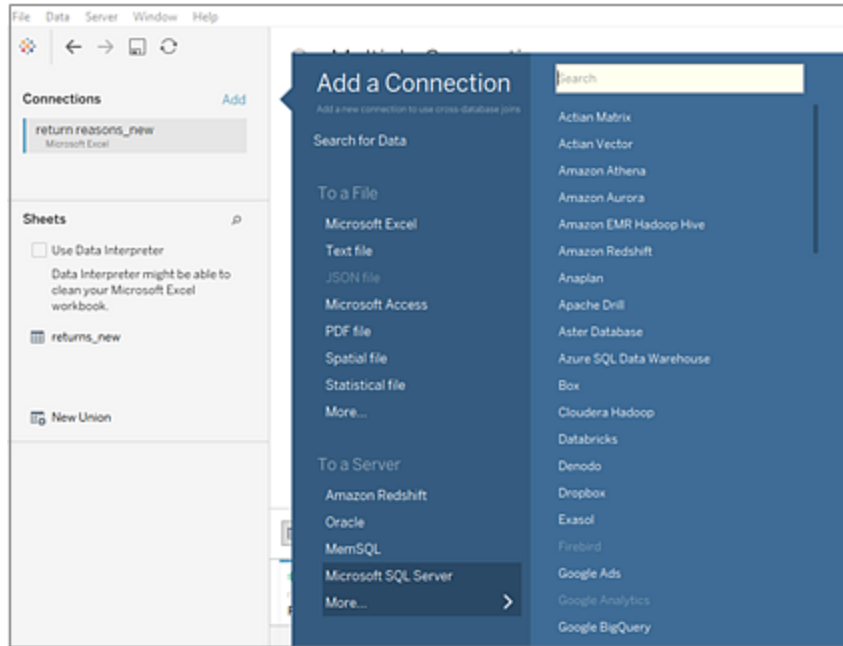 File Data Server Window Help
Connections Add
return reasons_new
Microsoft Excel
Sheets
Use Data Interpreter
Data Interpreter might be able to
clean your Microsoft Excel
workbook.
returns_new
New Union
Add a Connection
Add a new connection to use cross-database joins
Search for Data
To a File
Microsoft Excel
Text file
JSON file
Microsoft Access
PDF file
Spatial file
Statistical file
More...
To a Server
Amazon Redshift
Oracle
MemSQL
Microsoft SQL Server
More...
Search
Actian Matrix
Actian Vector
Amazon Athena
Amazon Aurora
Amazon EMR Hadoop Hive
Amazon Redshift
Anaplan
Apache Drill
Aster Database
Azure SQL Data Warehouse
Box
Cloudera Hadoop
Databricks
Denodo
Dropbox
Exasol
Firebird
Google Ads
Google Analytics
Google BigQuery